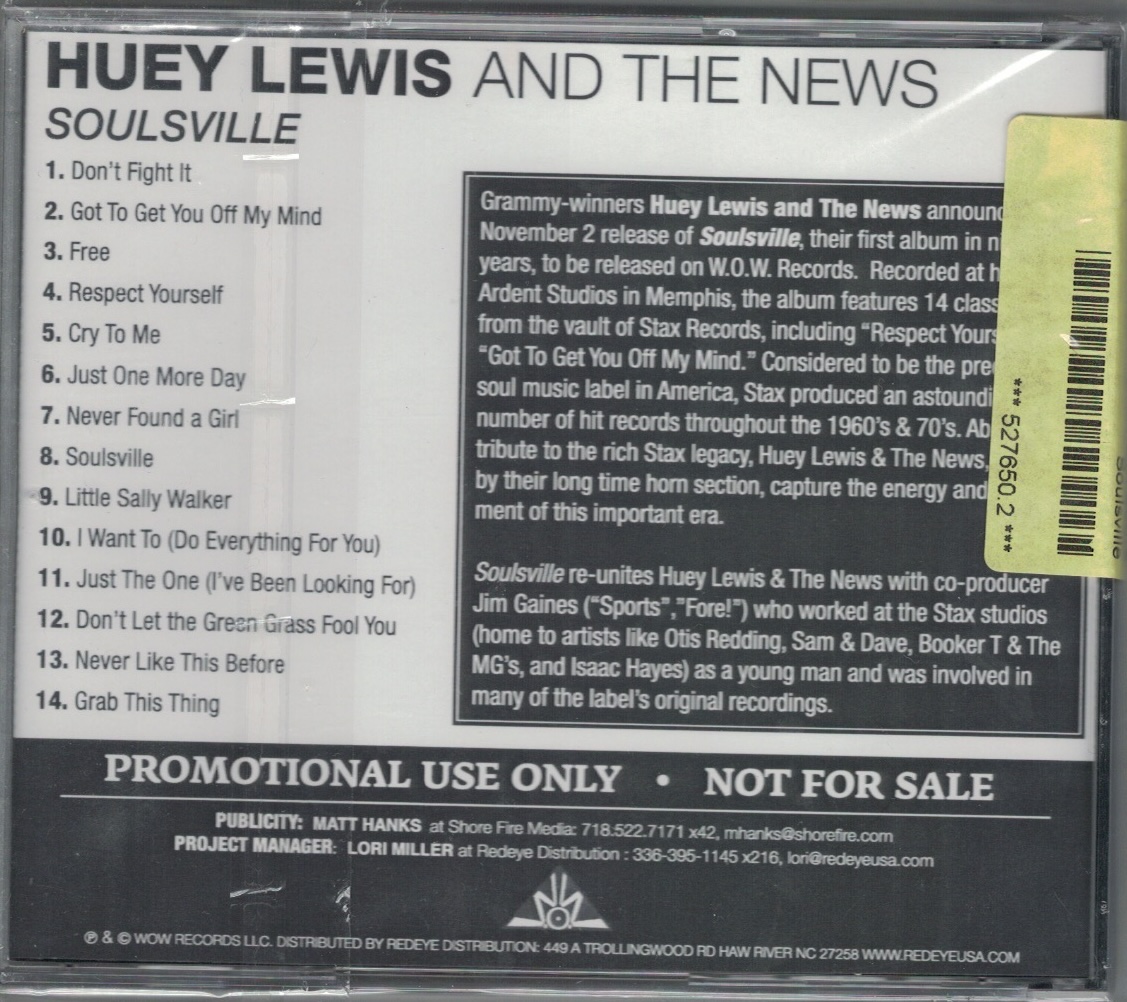 HUEY LEWIS AND THE NEWS
SOULSVILLE
1. Don't Fight It
2. Got To Get You Off My Mind
3. Free
4. Respect Yourself
5. Cry To Me
6. Just One More Day
7. Never Found a Girl
8. Soulsville
9. Little Sally Walker
10. I Want To (Do Everything For You)
11. Just The One (I've Been Looking For)
12. Don't Let the Green Grass Fool You
13. Never Like This Before
14. Grab This Thing
Grammy-winners Huey Lewis and The News
November 2 release of Soulsville, their first album in
years, to be released on W.O.W. Records. Recorded at
Ardent Studios in Memphis, the album features 14
from the vault of Stax Records, including "Respect
"Got To Get You Off My Mind." Considered to be the
soul music label in America, Stax produced an
number of hit records throughout the 1960's & 70's.
tribute to the rich Stax legacy, Huey Lewis & The News,
by their long time horn section, capture the energy and
ment of this important era.
Soulsville re-unites Huey Lewis & The News with co-producer
Jim Gaines ("Sports","Fore!") who worked at the Stax studios
(home to artists like Otis Redding, Sam & Dave, Booker T & The
MG's, and Isaac Hayes) as a young man and was involved in
many of the label's original recordings.
*** 527650.2 ***
Soulsville
PROMOTIONAL USE ONLY • NOT FOR SALE
PUBLICITY: MATT HANKS at Shore Fire Media: 718.522.7171 x42, mhanks@shorefire.com
PROJECT MANAGER: LORI MILLER at Redeye Distribution : 336-395-1145 x216, lori@redeyeusa.com
℗ & © WOW RECORDS LLC. DISTRIBUTED BY REDEYE DISTRIBUTION: 449 A TROLLINGWOOD RD HAW RIVER NC 27258 WWW.REDEYEUSA.COM